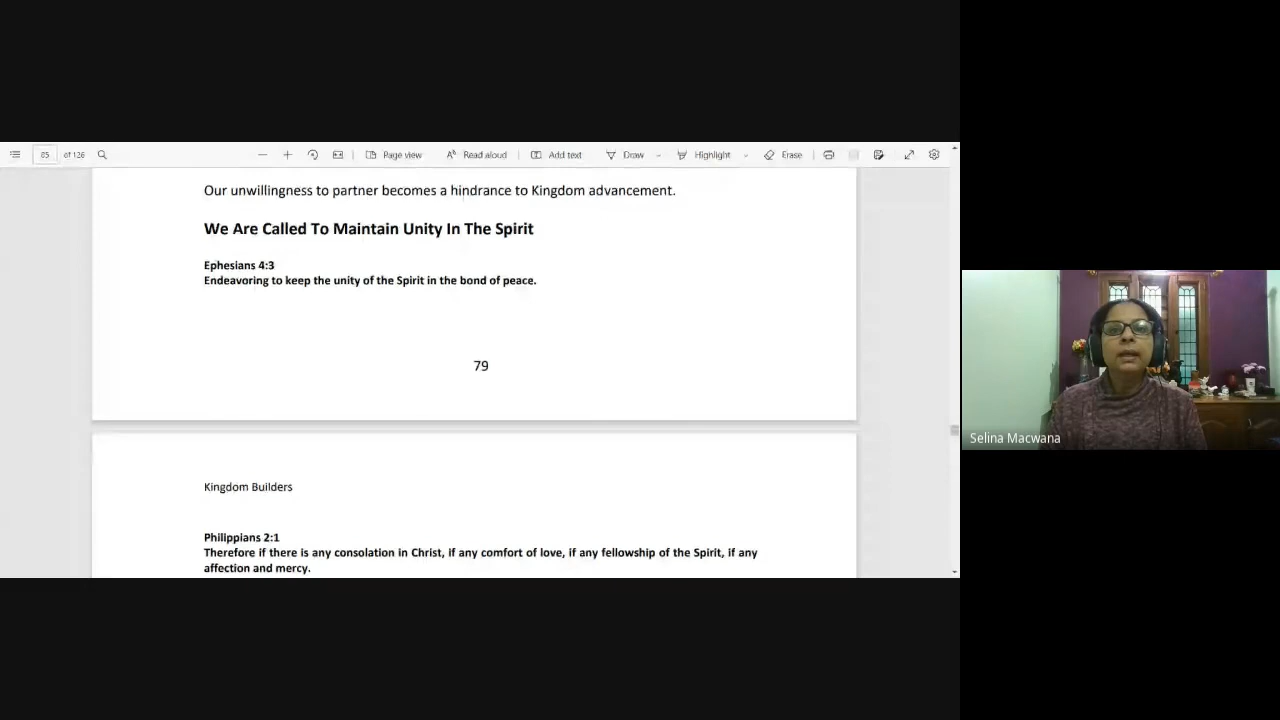 85 of 126 Page view Read aloud Add text Draw Highlight Erase
Our unwillingness to partner becomes a hindrance to Kingdom advancement.
We Are Called To Maintain Unity In The Spirit
Ephesians 4:3
Endeavoring to keep the unity of the Spirit in the bond of peace.
79
Kingdom Builders
Philippians 2:1
Therefore if there is any consolation in Christ, if any comfort of love, if any fellowship of the Spirit, if any
affection and mercy.
Selina Macwana